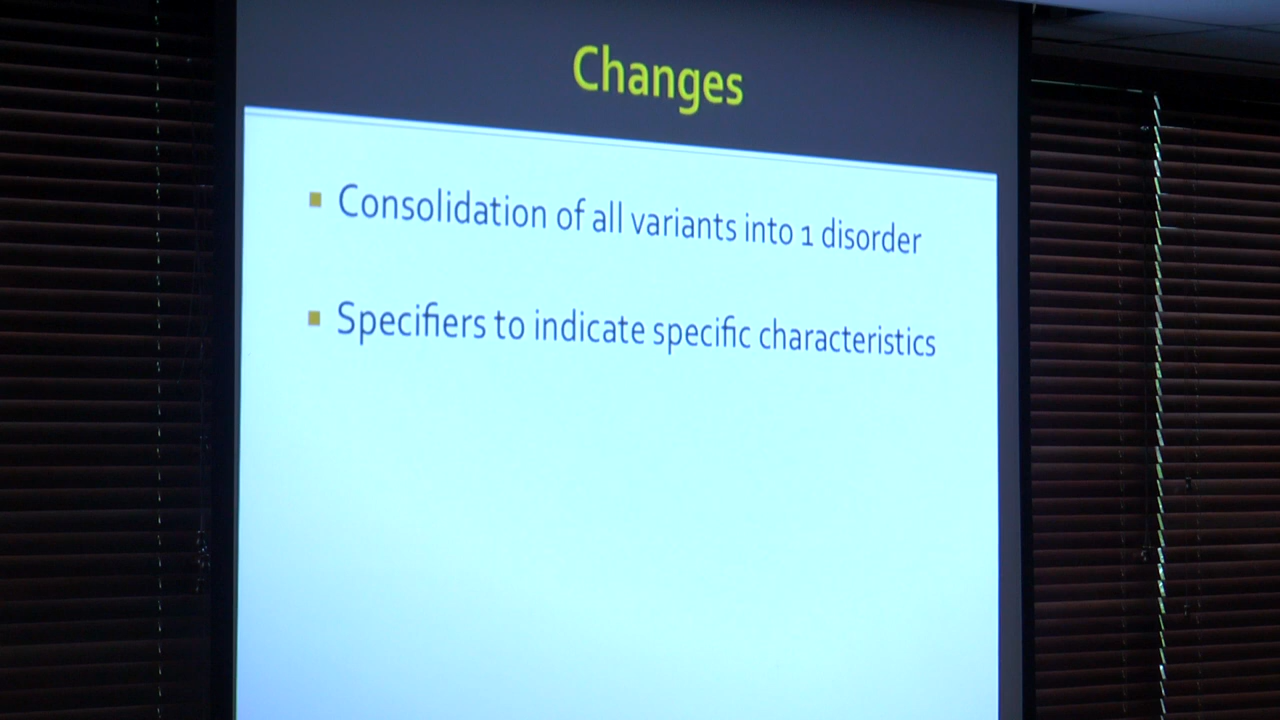 Changes
Consolidation of all variants into 1 disorder
Specifiers to indicate specific characteristics